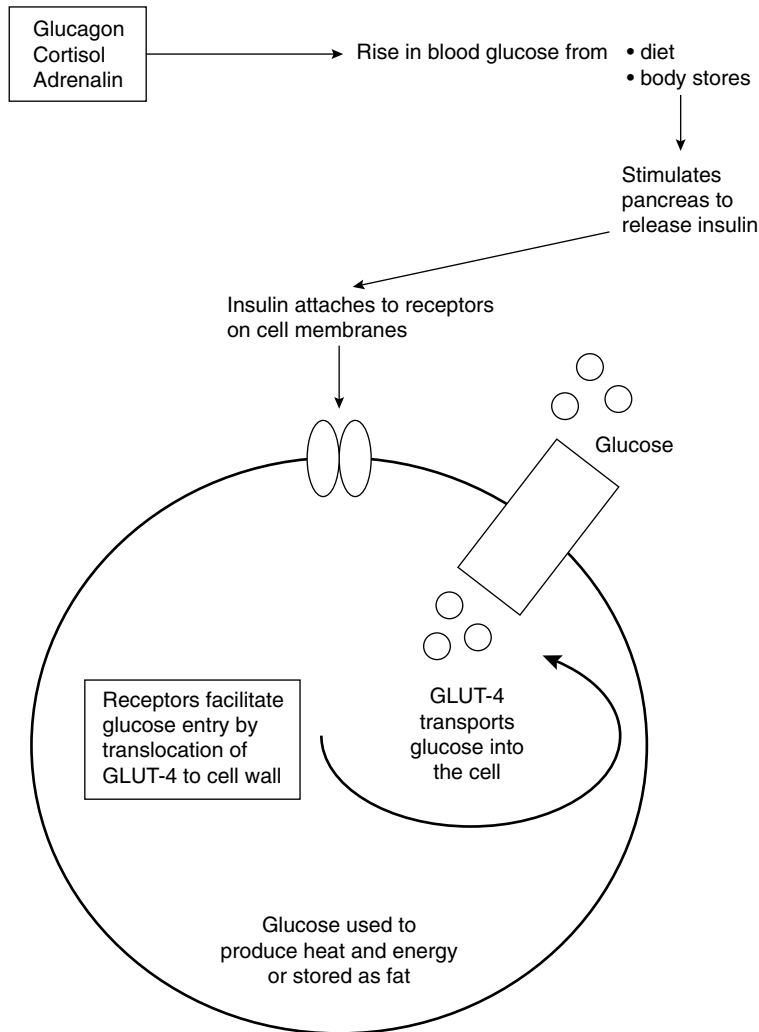 Glucagon
Cortisol
Adrenalin
Rise in blood glucose from
• diet
• body stores
Stimulates
pancreas to
release insulin
Insulin attaches to receptors
on cell membranes
Glucose
Receptors facilitate
glucose entry by
translocation of
GLUT-4 to cell wall
GLUT-4
transports
glucose into
the cell
Glucose used to
produce heat and energy
or stored as fat